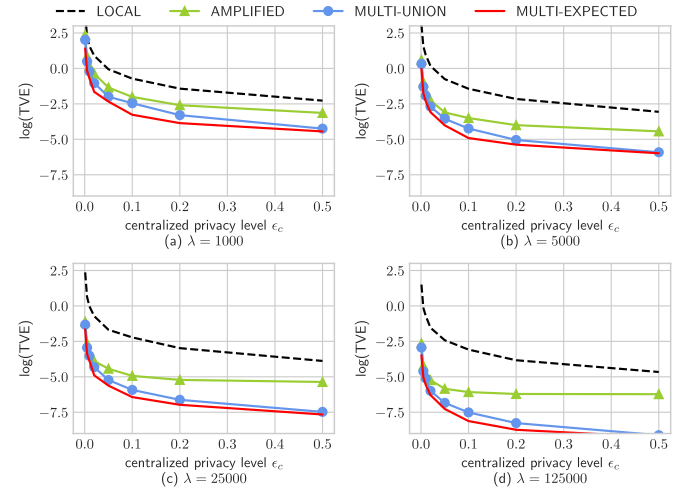 LOCAL AMPLIFIED MULTI-UNION MULTI-EXPECTED
2.5
0.0
−2.5
−5.0
−7.5
log(TVE)
0.0 0.1 0.2 0.3 0.4 0.5
centralized privacy level ϵc
(a) λ = 1000
2.5
0.0
−2.5
−5.0
−7.5
log(TVE)
0.0 0.1 0.2 0.3 0.4 0.5
centralized privacy level ϵc
(b) λ = 5000
2.5
0.0
−2.5
−5.0
−7.5
log(TVE)
0.0 0.1 0.2 0.3 0.4 0.5
centralized privacy level ϵc
(c) λ = 25000
2.5
0.0
−2.5
−5.0
−7.5
log(TVE)
0.0 0.1 0.2 0.3 0.4 0.5
centralized privacy level ϵc
(d) λ = 125000